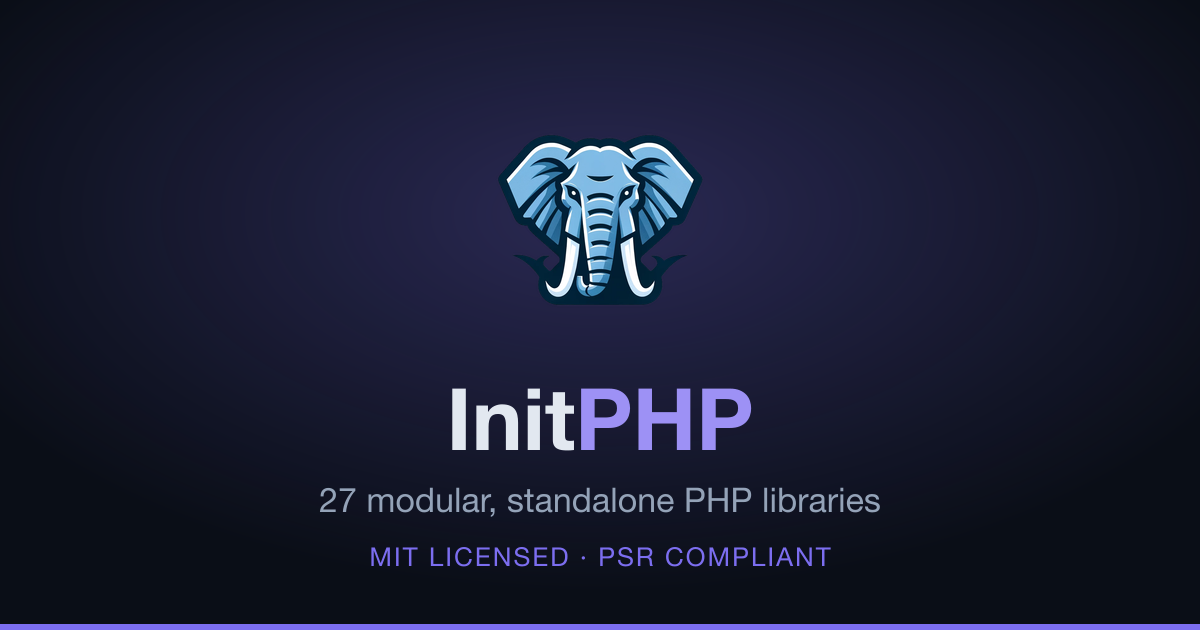 InitPHP
27 modular, standalone PHP libraries
MIT LICENSED · PSR COMPLIANT